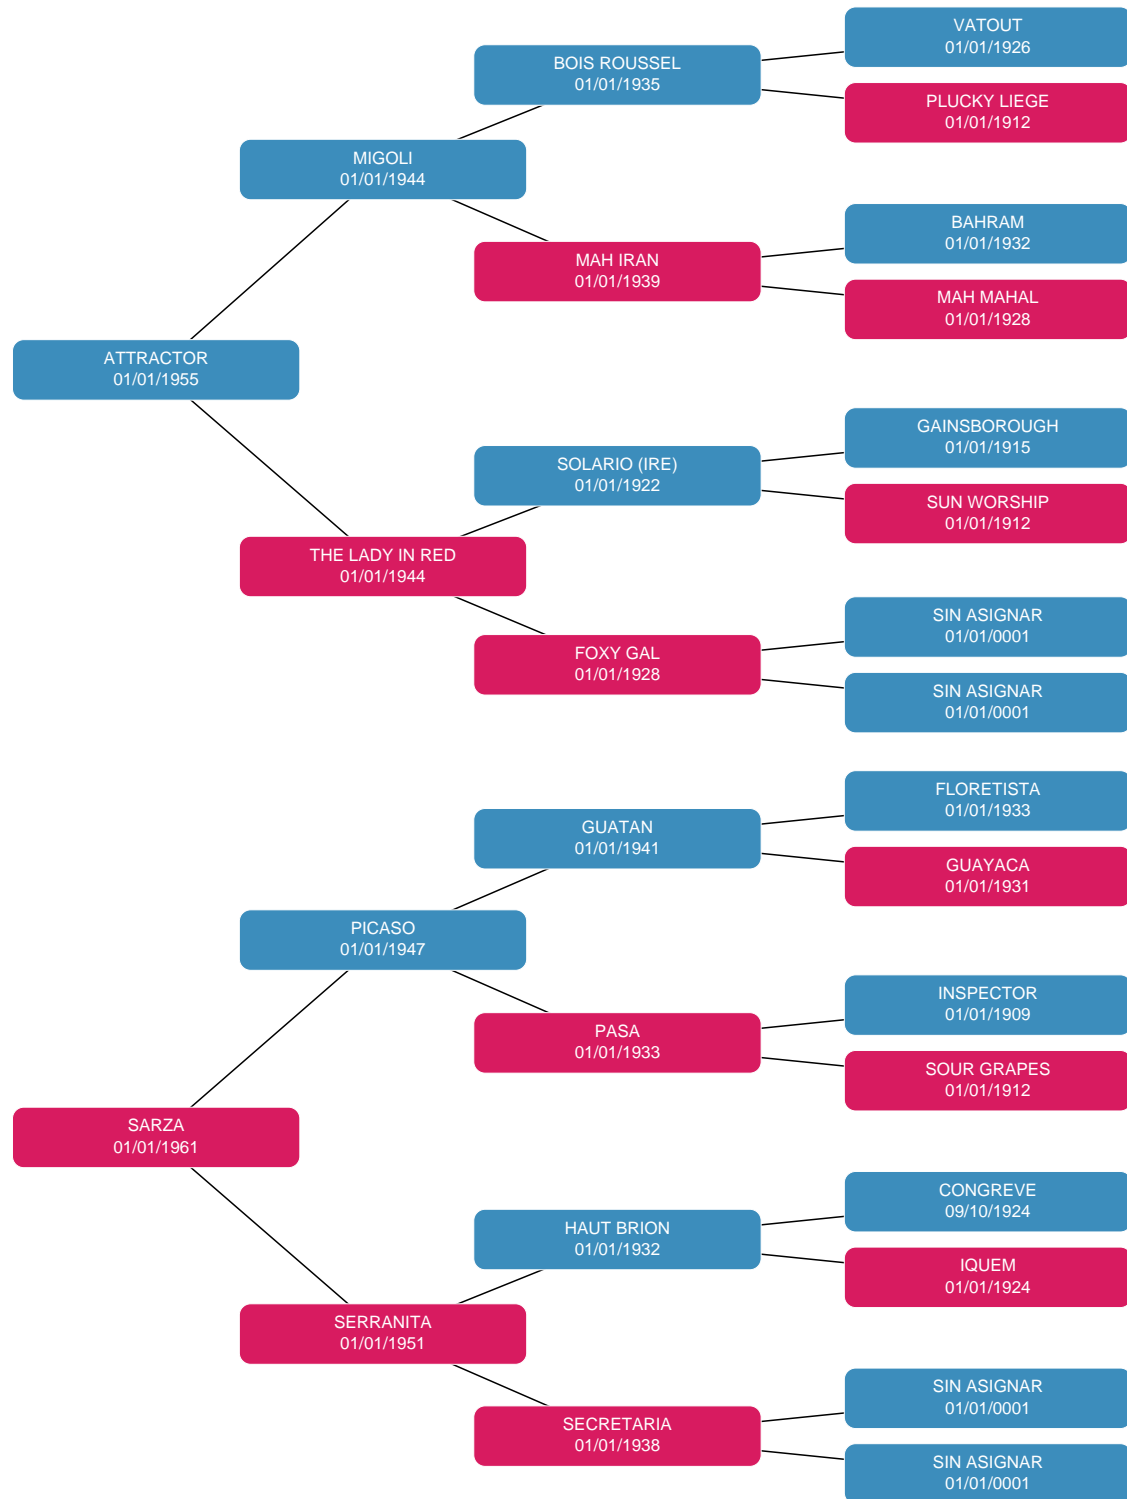 VATOUT
01/01/1926
BOIS ROUSSEL
01/01/1935
PLUCKY LIEGE
01/01/1912
MIGOLI
01/01/1944
BAHRAM
01/01/1932
MAH IRAN
01/01/1939
MAH MAHAL
01/01/1928
ATTRACTOR
01/01/1955
GAINSBOROUGH
01/01/1915
SOLARIO (IRE)
01/01/1922
SUN WORSHIP
01/01/1912
THE LADY IN RED
01/01/1944
SIN ASIGNAR
01/01/0001
FOXY GAL
01/01/1928
SIN ASIGNAR
01/01/0001
FLORETISTA
01/01/1933
GUATAN
01/01/1941
GUAYACA
01/01/1931
PICASO
01/01/1947
INSPECTOR
01/01/1909
PASA
01/01/1933
SOUR GRAPES
01/01/1912
SARZA
01/01/1961
CONGREVE
09/10/1924
HAUT BRION
01/01/1932
IQUEM
01/01/1924
SERRANITA
01/01/1951
SIN ASIGNAR
01/01/0001
SECRETARIA
01/01/1938
SIN ASIGNAR
01/01/0001